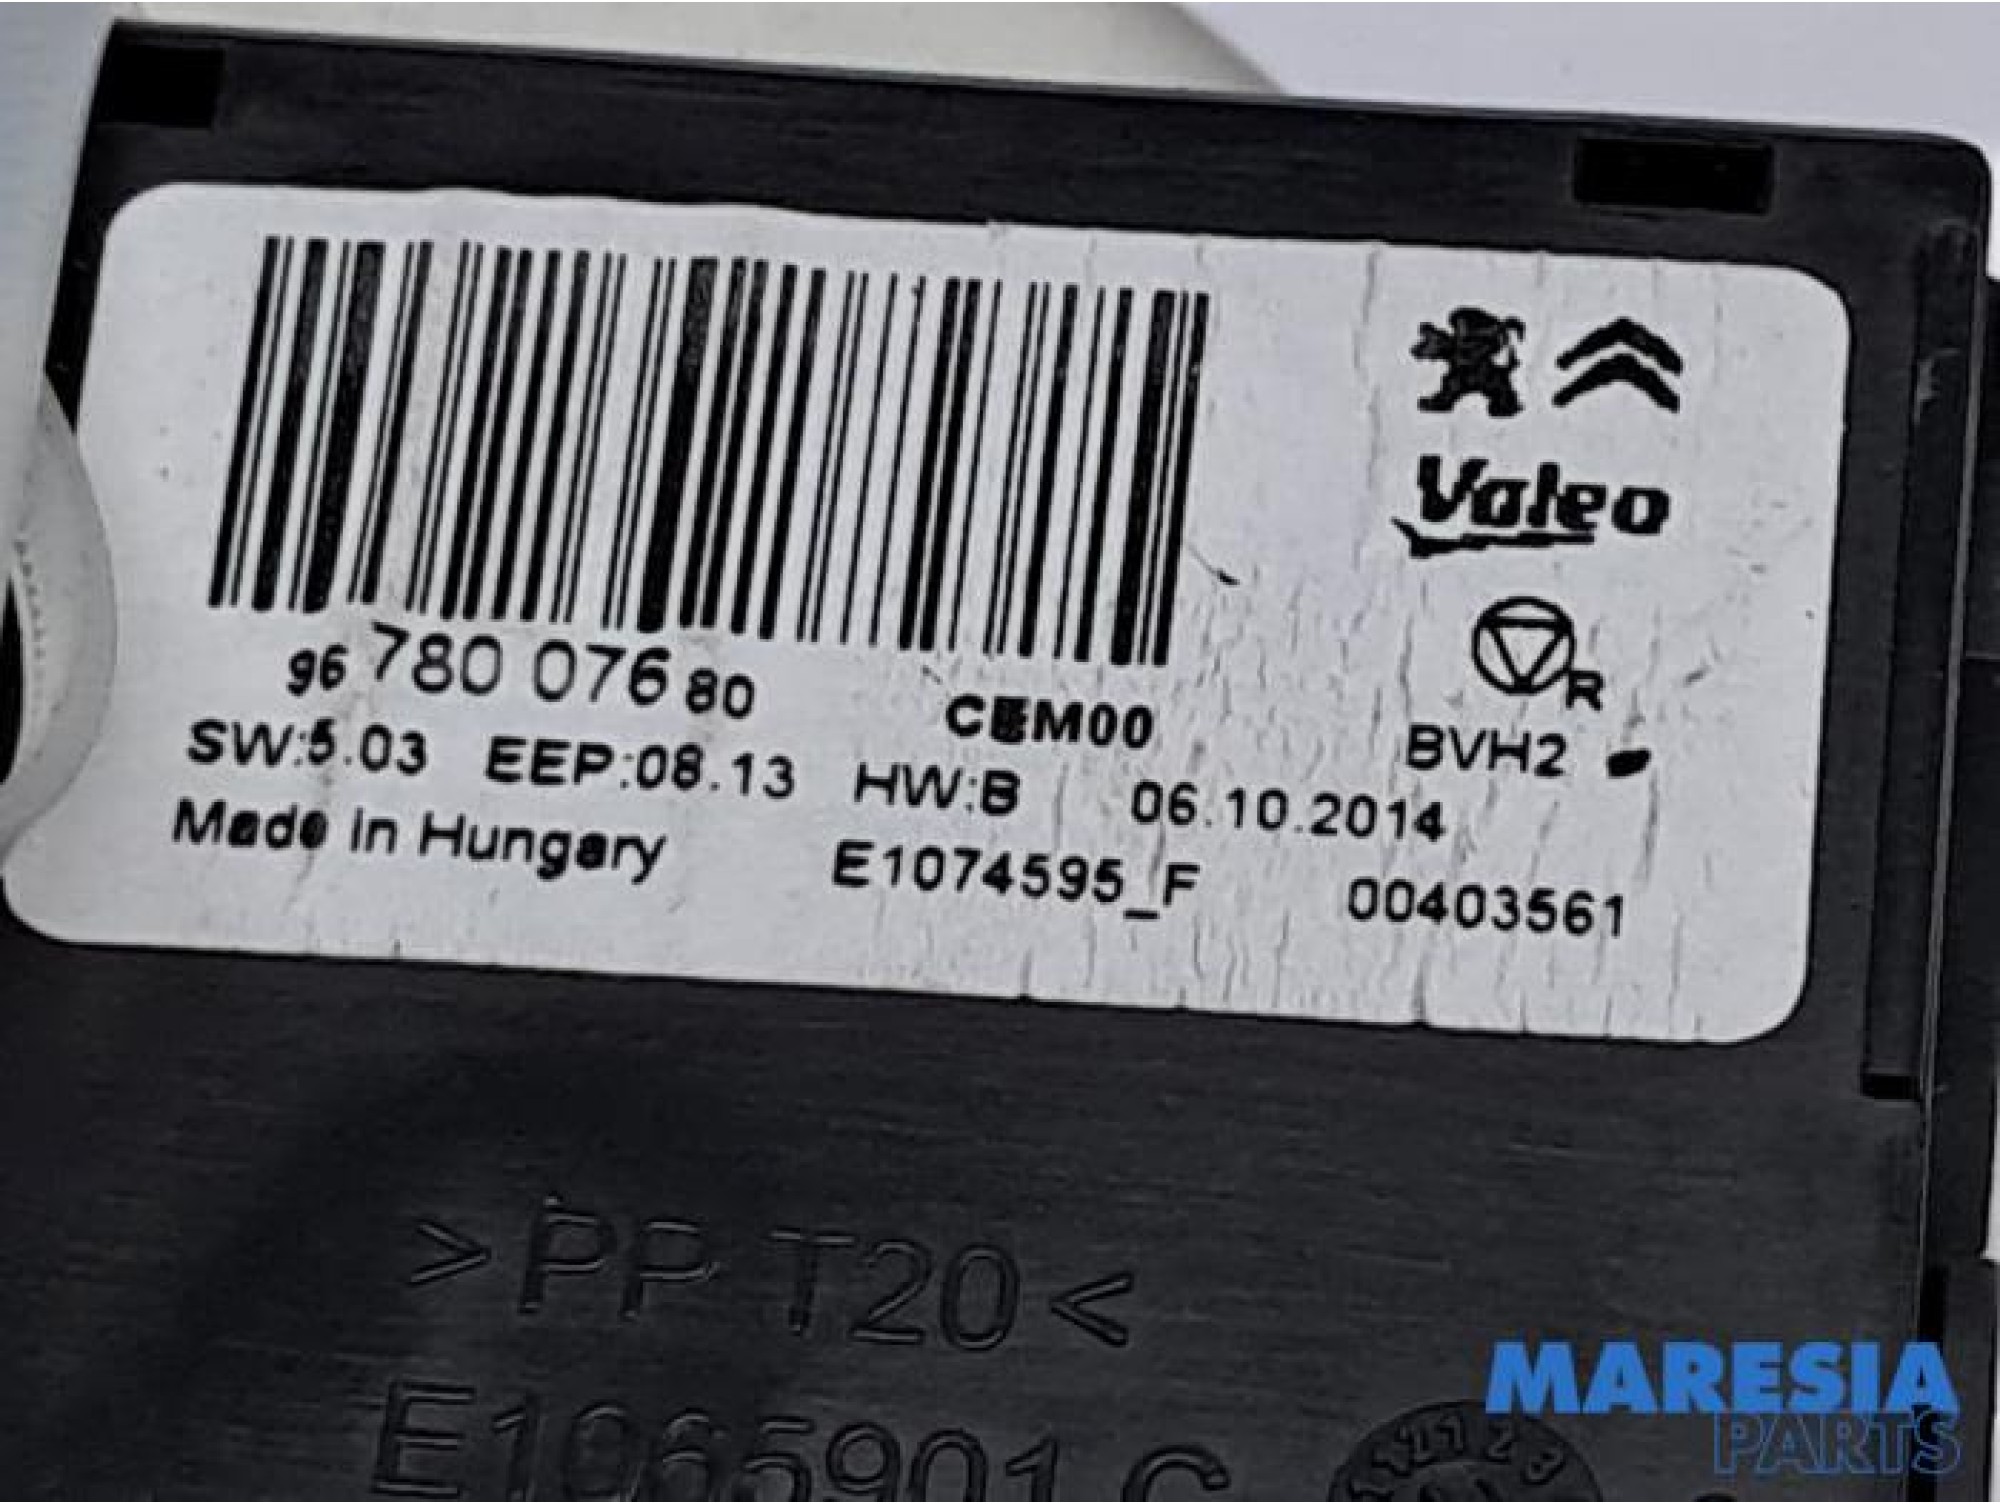 Valeo
R
BVH2
96 780 076 80
CEM00
SW:5.03 EEP:08.13 HW:B 06.10.2014
Made in Hungary E1074595_F 00403561
>PP T20<
E1065901 C
MARESIA
PARTS